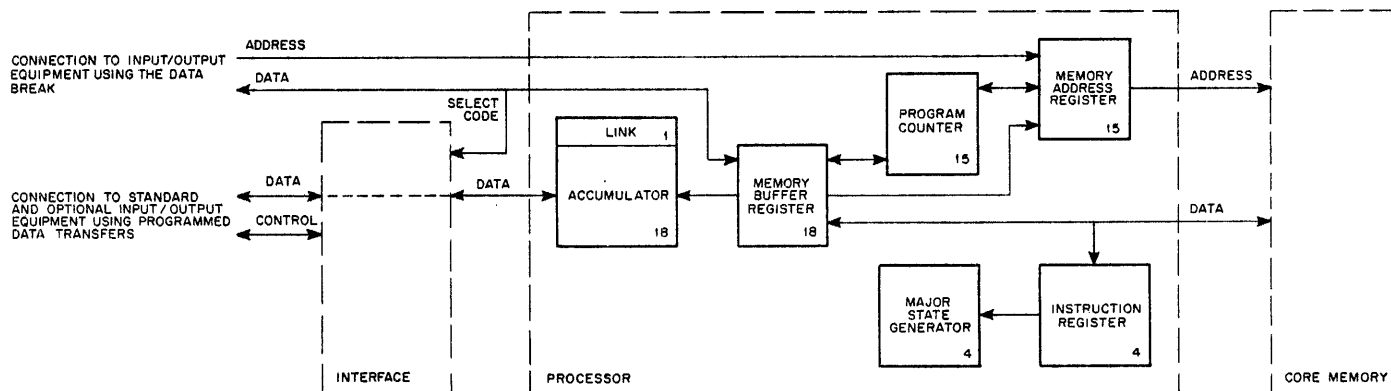 CONNECTION TO INPUT/OUTPUT
EQUIPMENT USING THE DATA
BREAK
ADDRESS
DATA
SELECT
CODE
CONNECTION TO STANDARD
AND OPTIONAL INPUT/OUTPUT
EQUIPMENT USING PROGRAMMED
DATA TRANSFERS
DATA
CONTROL
INTERFACE
DATA
LINK
1
ACCUMULATOR
18
MEMORY
BUFFER
REGISTER
18
PROGRAM
COUNTER
15
MEMORY
ADDRESS
REGISTER
15
ADDRESS
DATA
MAJOR
STATE
GENERATOR
4
INSTRUCTION
REGISTER
4
PROCESSOR
CORE MEMORY